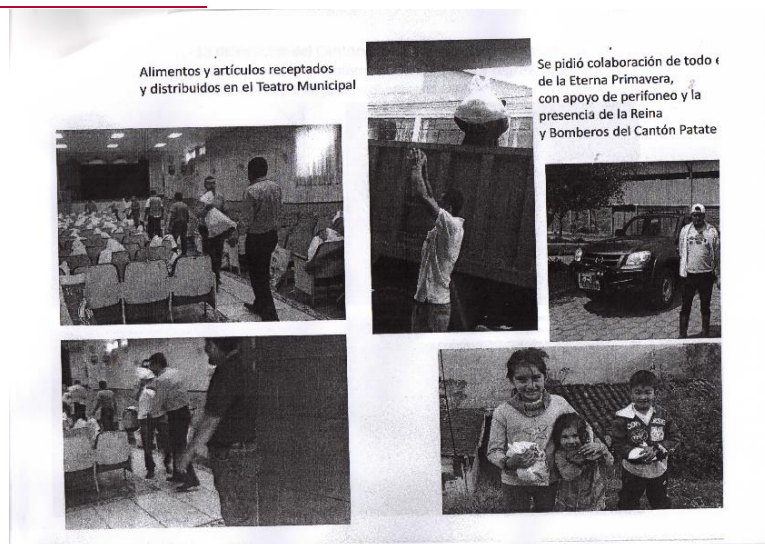 Alimentos y artículos receptados
y distribuidos en el Teatro Municipal
Se pidió colaboración de todo e
de la Eterna Primavera,
con apoyo de perifoneo y la
presencia de la Reina
y Bomberos del Cantón Patate